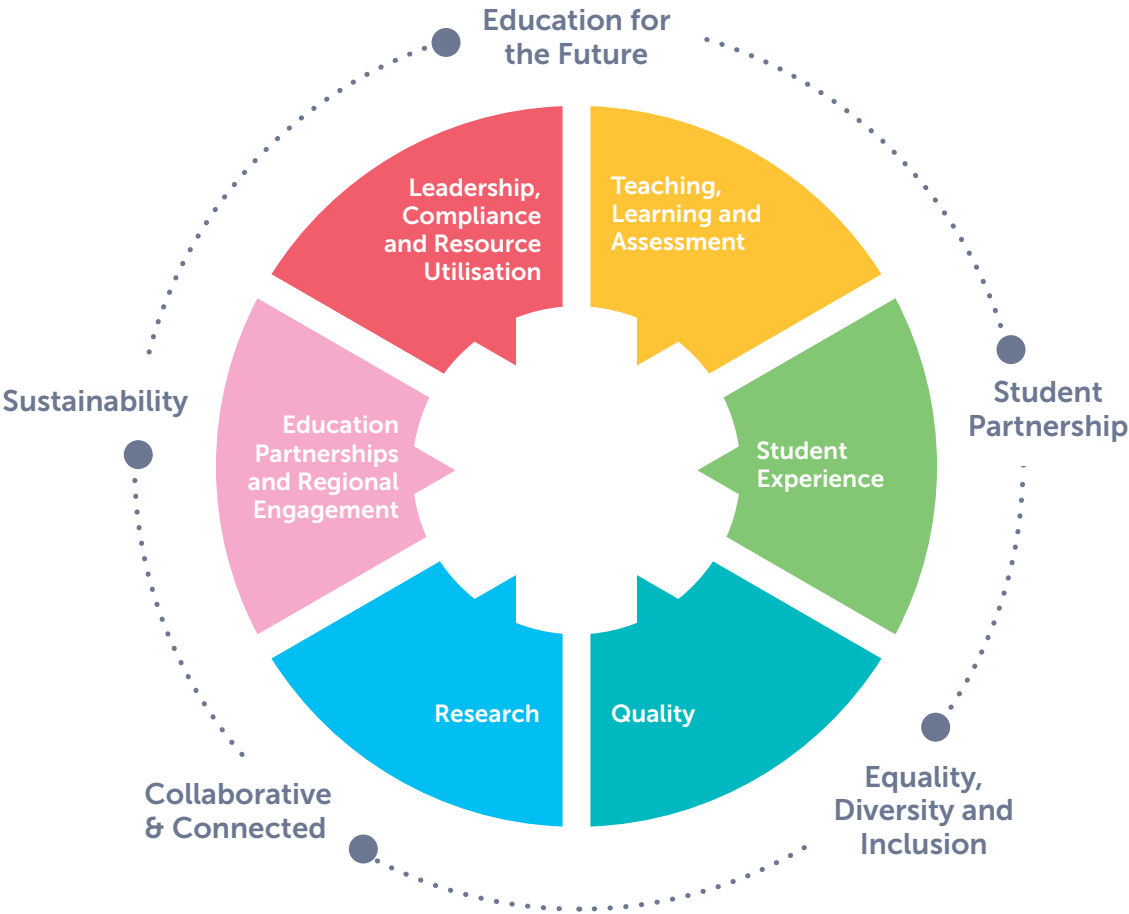 Education for
the Future
Leadership,
Compliance
and Resource
Utilisation
Teaching,
Learning and
Assessment
Sustainability
Student
Partnership
Education
Partnerships
and Regional
Engagement
Student
Experience
Research
Quality
Collaborative
& Connected
Equality,
Diversity and
Inclusion